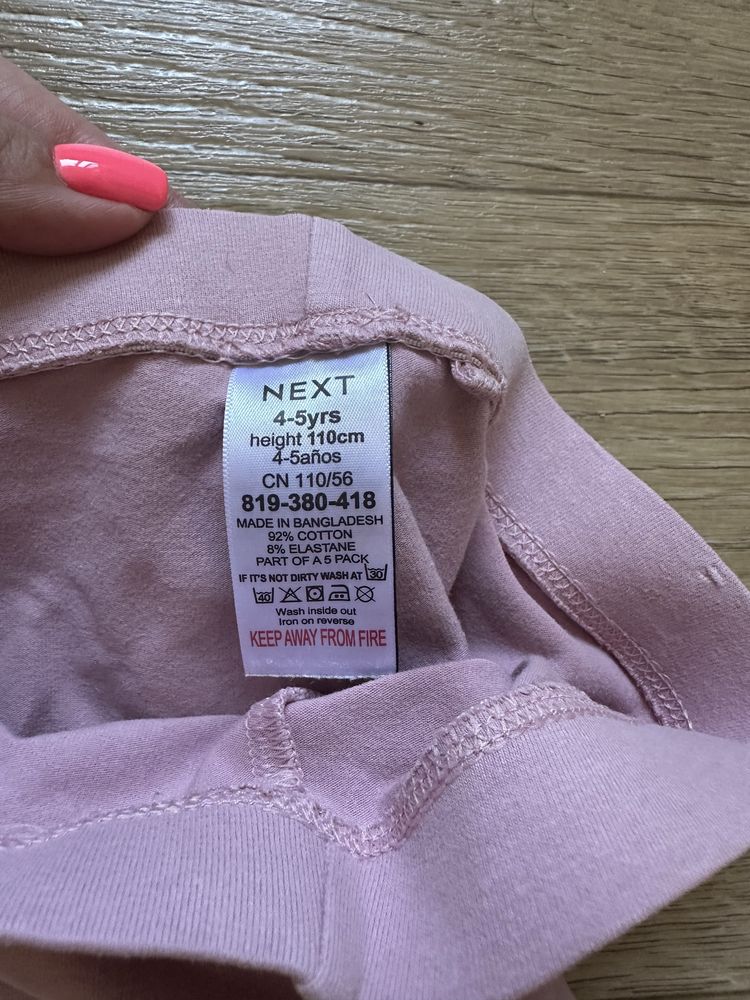 NEXT
4-5yrs
height 110cm
4-5años
CN 110/56
819-380-418
MADE IN BANGLADESH
92% COTTON
8% ELASTANE
PART OF A 5 PACK
IF IT'S NOT DIRTY WASH AT 30
40
Wash inside out
Iron on reverse
KEEP AWAY FROM FIRE